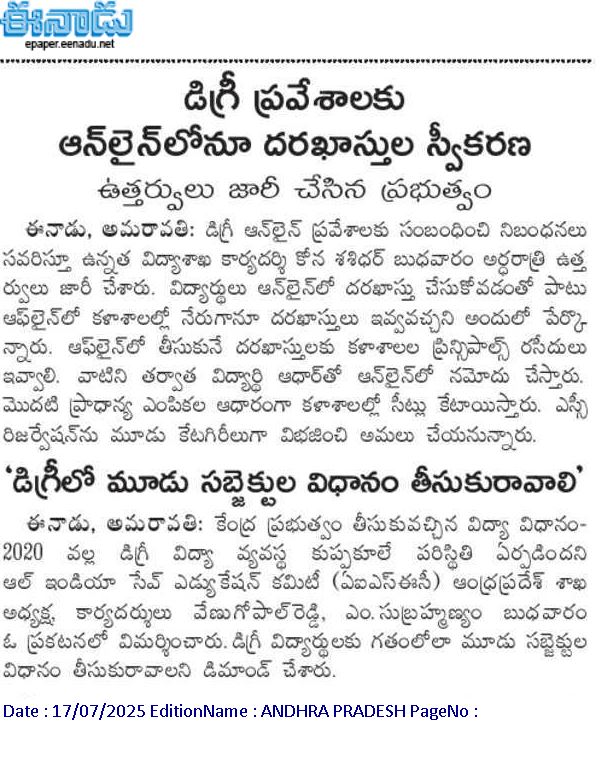 ఈనాడు
epaper.eenadu.net
డిగ్రీ ప్రవేశాలకు
ఆన్‌లైన్‌లోనూ దరఖాస్తుల స్వీకరణ
ఉత్తర్వులు జారీ చేసిన ప్రభుత్వం
ఈనాడు, అమరావతి: డిగ్రీ ఆన్‌లైన్ ప్రవేశాలకు సంబంధించి నిబంధనలు
సవరిస్తూ ఉన్నత విద్యాశాఖ కార్యదర్శి కోన శశిధర్ బుధవారం అర్ధరాత్రి ఉత్త
ర్వులు జారీ చేశారు. విద్యార్థులు ఆన్‌లైన్‌లో దరఖాస్తు చేసుకోవడంతో పాటు
ఆఫ్‌లైన్‌లో కళాశాలల్లో నేరుగానూ దరఖాస్తులు ఇవ్వవచ్చని అందులో పేర్కొ
న్నారు. ఆఫ్‌లైన్‌లో తీసుకునే దరఖాస్తులకు కళాశాలల ప్రిన్సిపాల్స్ రసీదులు
ఇవ్వాలి. వాటిని తర్వాత విద్యార్థి ఆధార్‌తో ఆన్‌లైన్‌లో నమోదు చేస్తారు.
మొదటి ప్రాధాన్య ఎంపికల ఆధారంగా కళాశాలల్లో సీట్లు కేటాయిస్తారు. ఎస్సీ
రిజర్వేషన్‌ను మూడు కేటగిరీలుగా విభజించి అమలు చేయనున్నారు.
‘డిగ్రీలో మూడు సబ్జెక్టుల విధానం తీసుకురావాలి’
ఈనాడు, అమరావతి: కేంద్ర ప్రభుత్వం తీసుకువచ్చిన విద్యా విధానం-
2020 వల్ల డిగ్రీ విద్యా వ్యవస్థ కుప్పకూలే పరిస్థితి ఏర్పడిందని
ఆల్ ఇండియా సేవ్ ఎడ్యుకేషన్ కమిటీ (ఏఐఎస్ఈసీ) ఆంధ్రప్రదేశ్ శాఖ
అధ్యక్ష, కార్యదర్శులు వేణుగోపాల్‌రెడ్డి, ఎం.సుబ్రహ్మణ్యం బుధవారం
ఓ ప్రకటనలో విమర్శించారు. డిగ్రీ విద్యార్థులకు గతంలోలా మూడు సబ్జెక్టుల
విధానం తీసుకురావాలని డిమాండ్ చేశారు.
Date : 17/07/2025 EditionName : ANDHRA PRADESH PageNo :